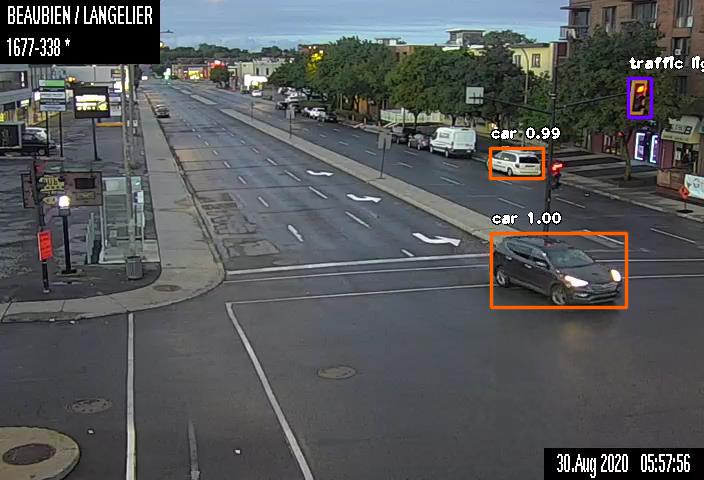 BEAUBIEN / LANGELIER
1677-338 *
traffic lig
car 0.99
car 1.00
30.Aug 2020 05:57:56